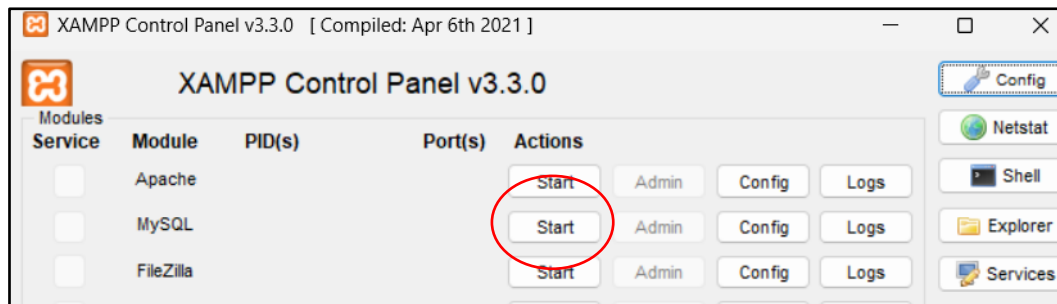 XAMPP Control Panel v3.3.0 [ Compiled: Apr 6th 2021 ]
XAMPP Control Panel v3.3.0
Config
Modules
Netstat
Service Module PID(s) Port(s) Actions
Apache Start Admin Config Logs
Shell
MySQL Start Admin Config Logs
Explorer
FileZilla Start Admin Config Logs
Services